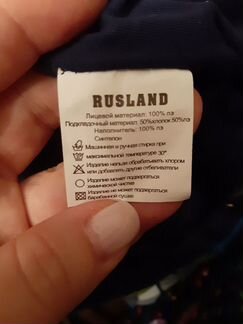 RUSLAND
Лицевой материал: 100% пэ
Подкладочный материал: 50%хлопок,50%пэ
Наполнитель: 100% пэ
Синтепон
Машинная и ручная стирка при
максимальной температуре 30°
Изделие нельзя обрабатывать хлором
или добавлять другие отбеливатели
Изделие может подвергаться
химической чистке
Изделие не может подвергаться
барабанной сушке